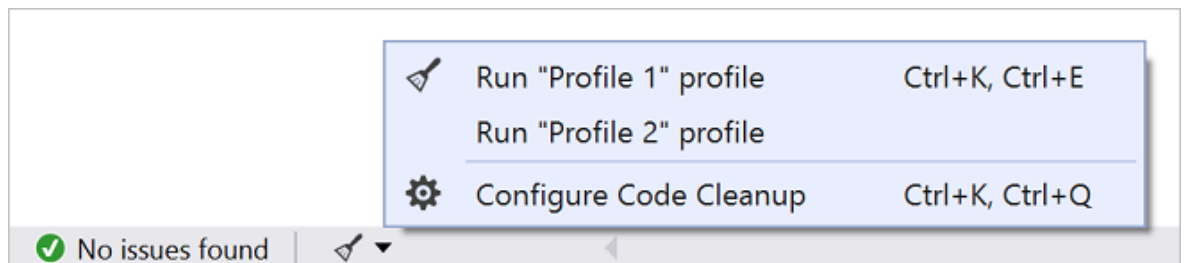 Run "Profile 1" profile Ctrl+K, Ctrl+E
Run "Profile 2" profile
Configure Code Cleanup Ctrl+K, Ctrl+Q
No issues found